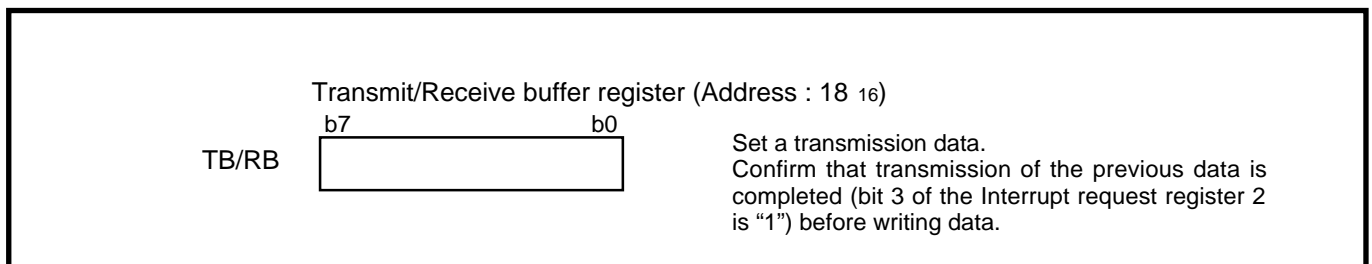 Transmit/Receive buffer register (Address : 18 16)
b7 b0
TB/RB
Set a transmission data.
Confirm that transmission of the previous data is
completed (bit 3 of the Interrupt request register 2
is “1”) before writing data.